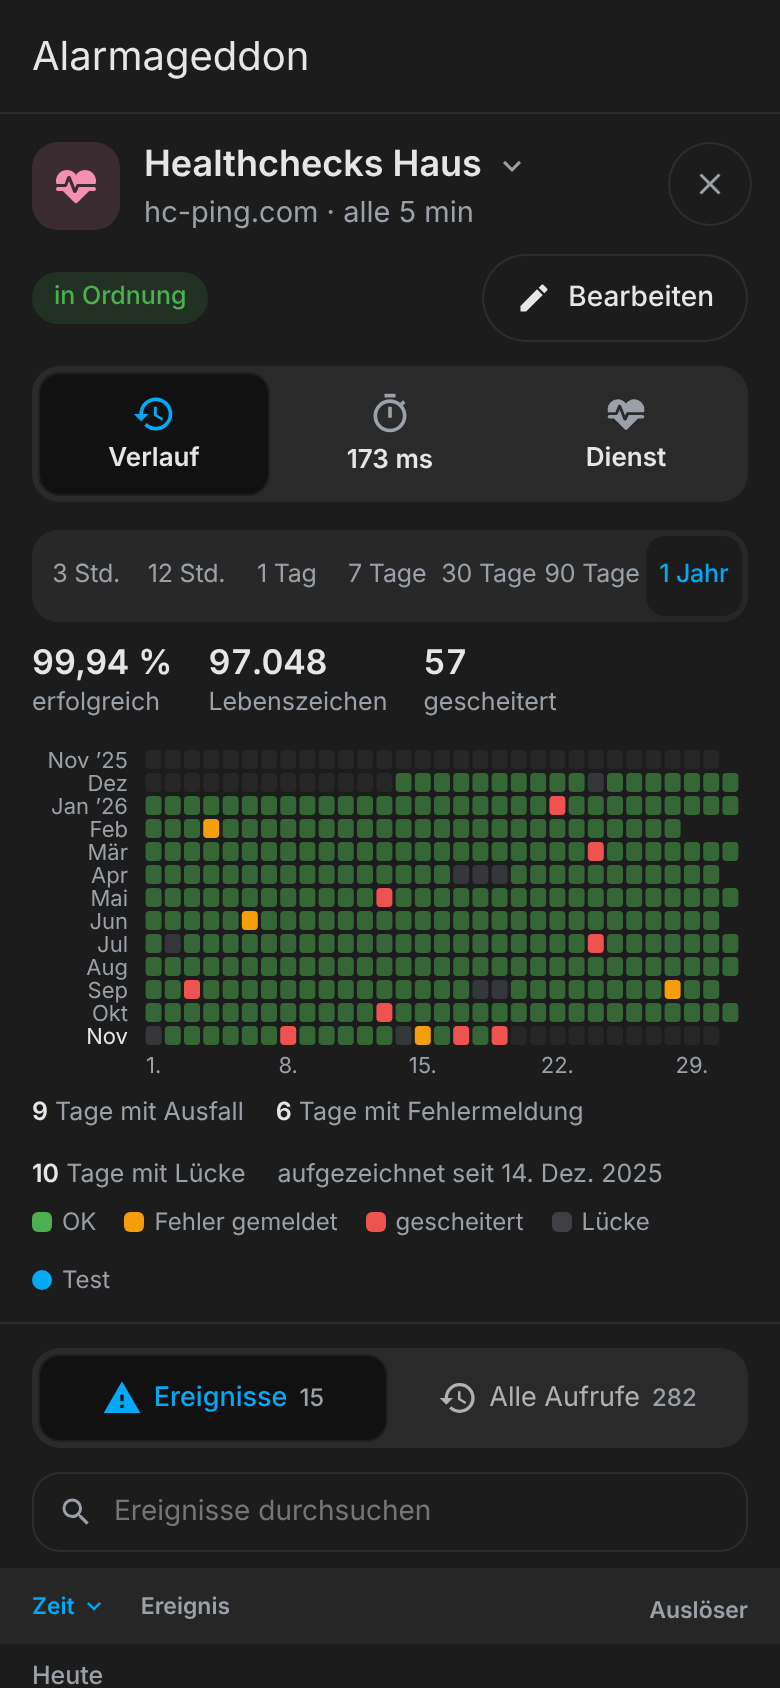 Alarmageddon
Healthchecks Haus
hc-ping.com · alle 5 min
in Ordnung
Bearbeiten
Verlauf
173 ms
Dienst
3 Std. 12 Std. 1 Tag 7 Tage 30 Tage 90 Tage 1 Jahr
99,94 % 97.048 57
erfolgreich Lebenszeichen gescheitert
Nov ’25
Dez
Jan ’26
Feb
Mär
Apr
Mai
Jun
Jul
Aug
Sep
Okt
Nov
1. 8. 15. 22. 29.
9 Tage mit Ausfall 6 Tage mit Fehlermeldung
10 Tage mit Lücke aufgezeichnet seit 14. Dez. 2025
OK Fehler gemeldet gescheitert Lücke
Test
Ereignisse 15 Alle Aufrufe 282
Ereignisse durchsuchen
Zeit Ereignis Auslöser
Heute